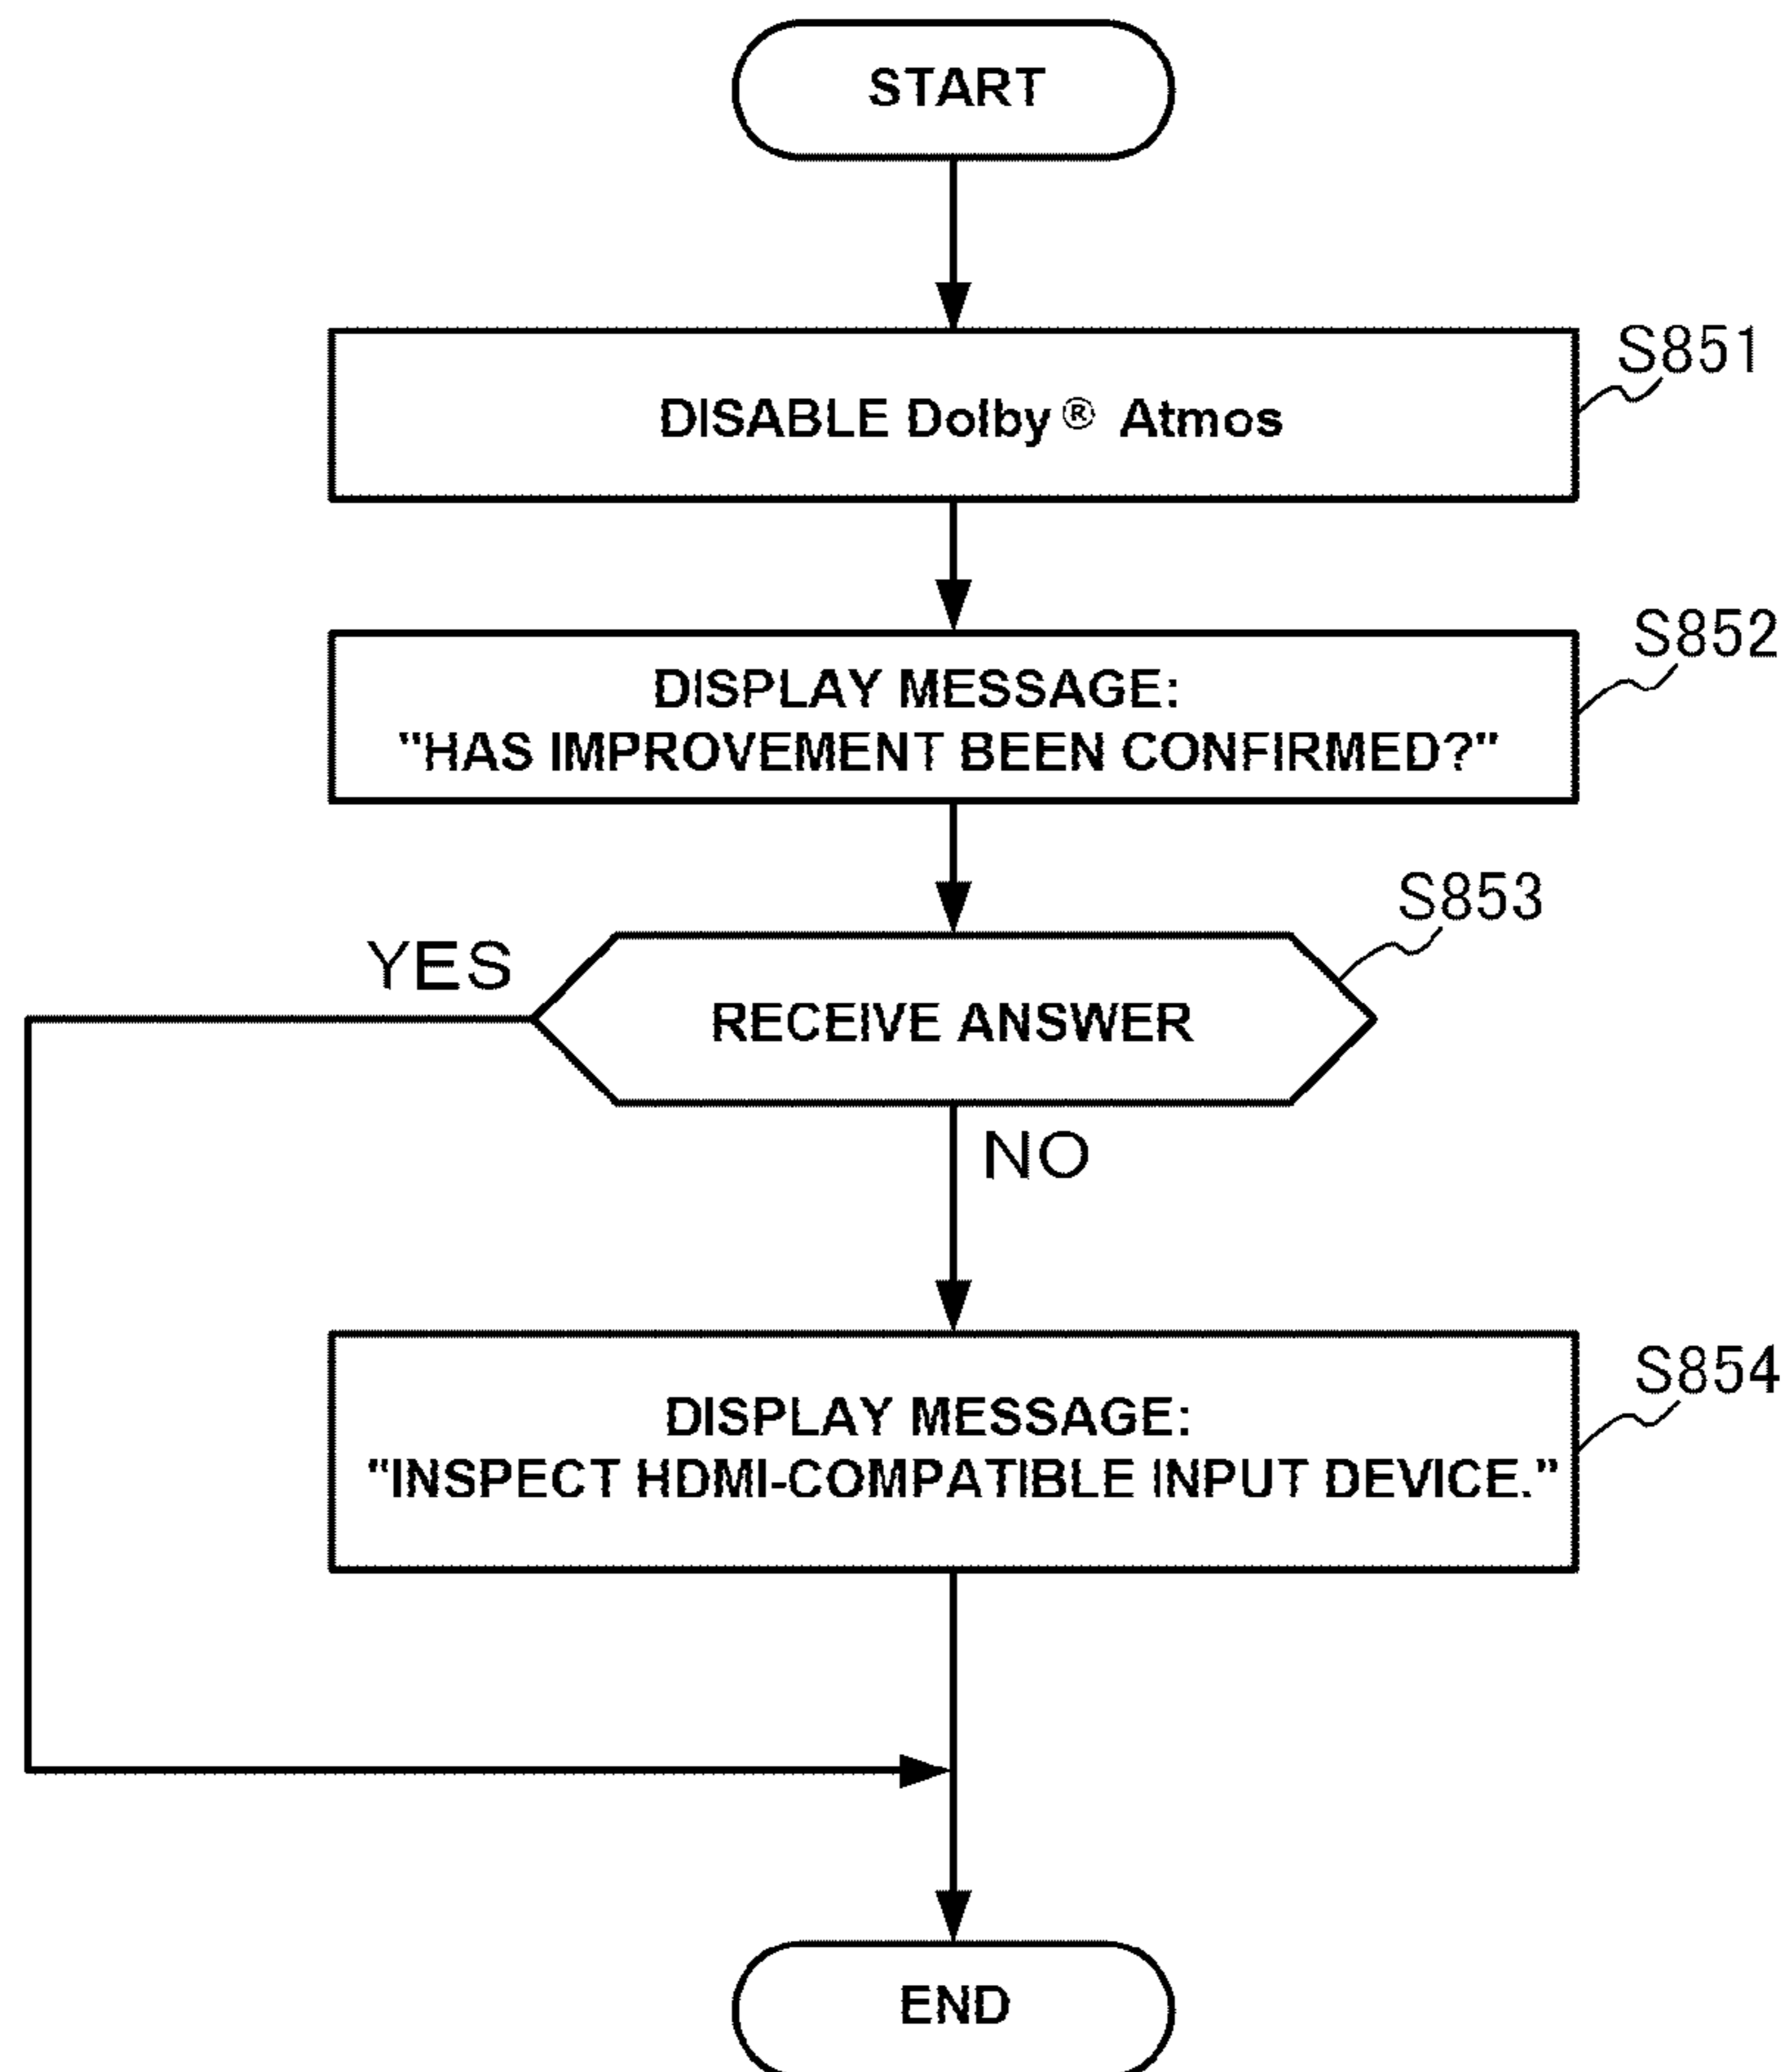 START
DISABLE Dolby® Atmos
S851
DISPLAY MESSAGE:
"HAS IMPROVEMENT BEEN CONFIRMED?"
S852
RECEIVE ANSWER
S853
YES
NO
DISPLAY MESSAGE:
"INSPECT HDMI-COMPATIBLE INPUT DEVICE."
S854
END